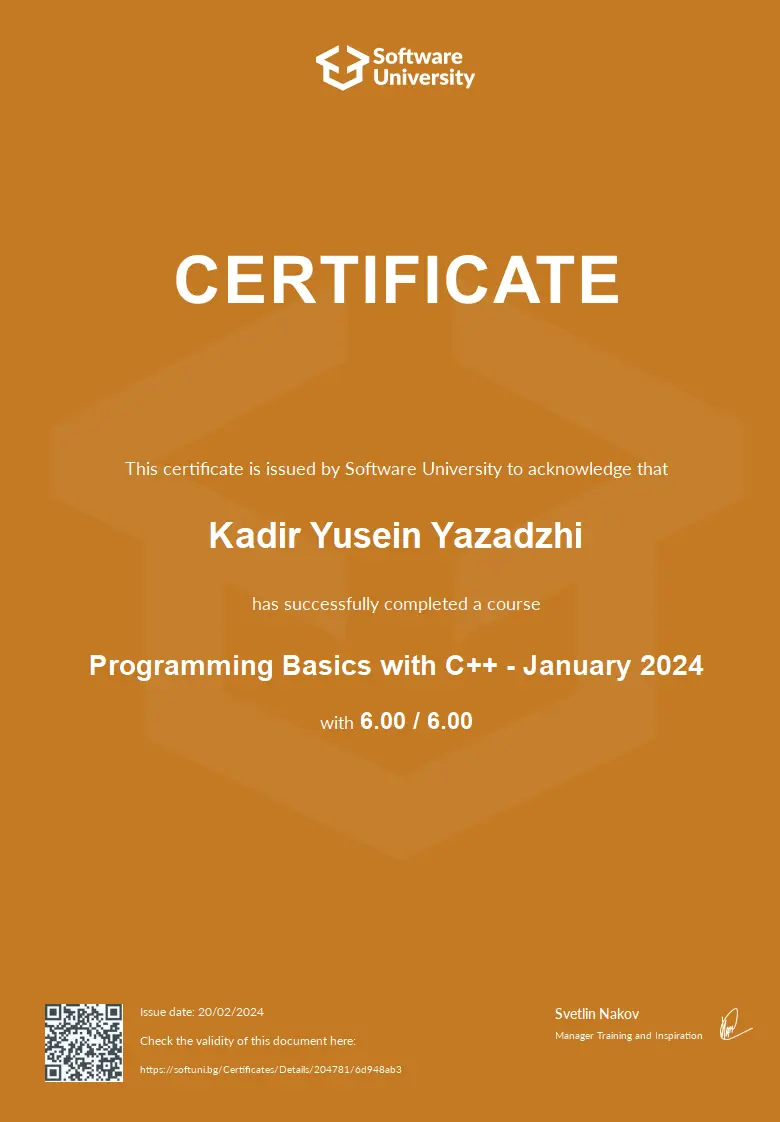 Software
University
CERTIFICATE
This certificate is issued by Software University to acknowledge that
Kadir Yusein Yazadzhi
has successfully completed a course
Programming Basics with C++ - January 2024
with 6.00 / 6.00
Issue date: 20/02/2024
Check the validity of this document here:
https://softuni.bg/Certificates/Details/204781/6d948ab3
Svetlin Nakov
Manager Training and Inspiration